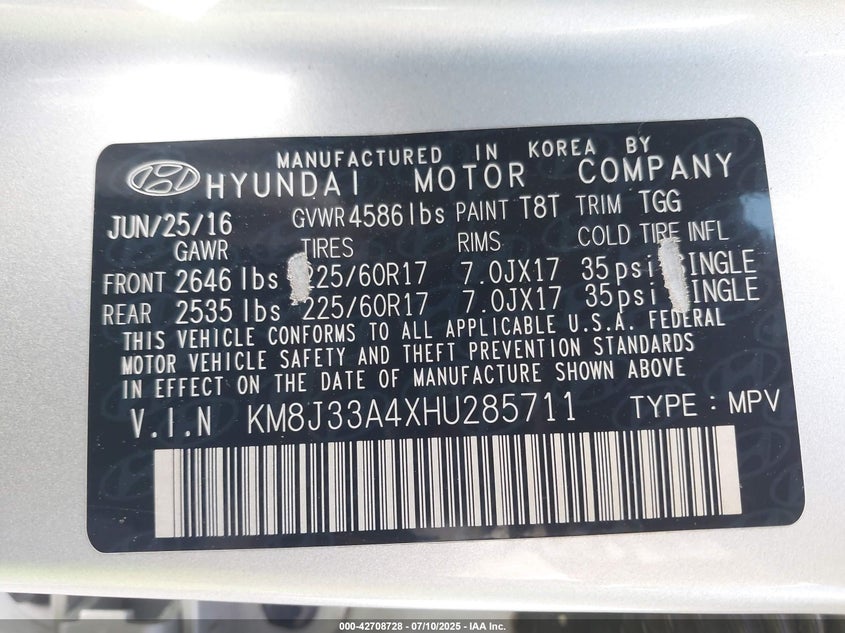 MANUFACTURED IN KOREA BY
HYUNDAI MOTOR COMPANY
JUN/25/16 GVWR 4586 lbs PAINT T8T TRIM TGG
GAWR TIRES RIMS COLD TIRE INFL
FRONT 2646 lbs 225/60R17 7.0JX17 35 psi INGLE
REAR 2535 lbs 225/60R17 7.0JX17 35 psi SINGLE
THIS VEHICLE CONFORMS TO ALL APPLICABLE U.S.A. FEDERAL
MOTOR VEHICLE SAFETY AND THEFT PREVENTION STANDARDS
IN EFFECT ON THE DATE OF MANUFACTURE SHOWN ABOVE
V.I.N KM8J33A4XHU285711 TYPE : MPV
000-42708728 - 07/10/2025 - IAA Inc.